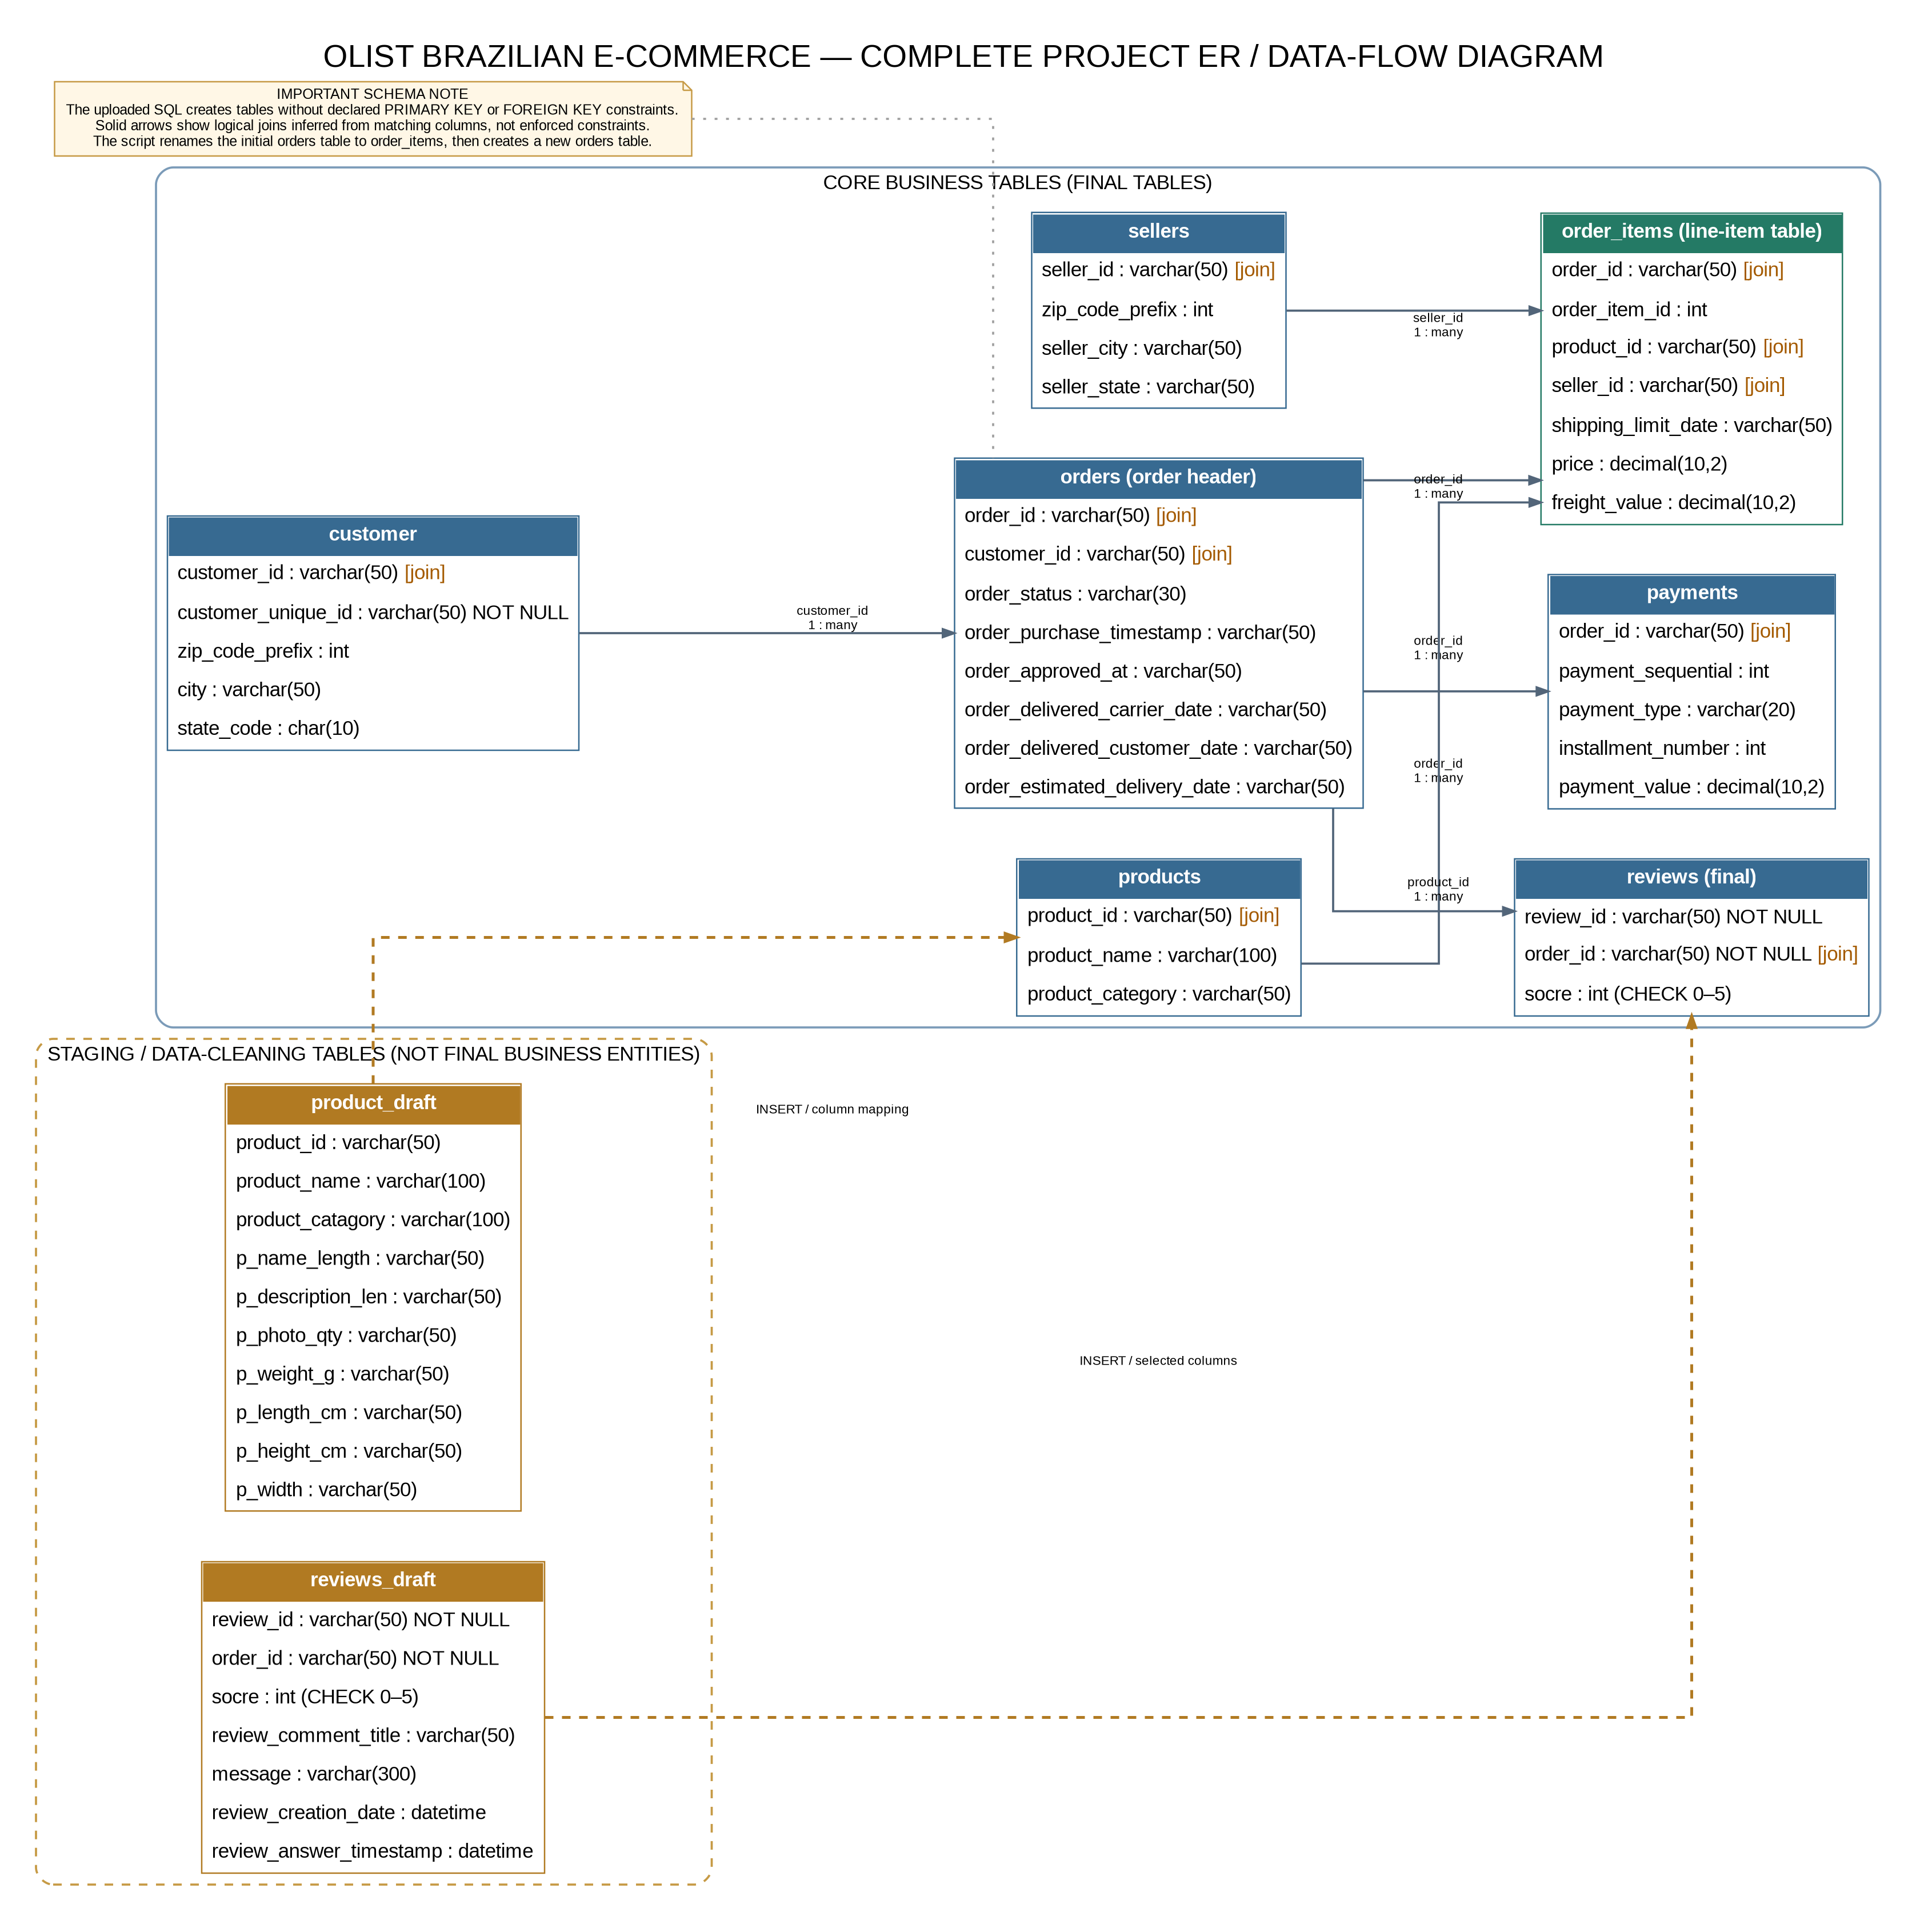 OLIST BRAZILIAN E-COMMERCE — COMPLETE PROJECT ER / DATA-FLOW DIAGRAM
IMPORTANT SCHEMA NOTE
The uploaded SQL creates tables without declared PRIMARY KEY or FOREIGN KEY constraints.
Solid arrows show logical joins inferred from matching columns, not enforced constraints.
The script renames the initial orders table to order_items, then creates a new orders table.
CORE BUSINESS TABLES (FINAL TABLES)
sellers
seller_id : varchar(50) [join]
zip_code_prefix : int
seller_city : varchar(50)
seller_state : varchar(50)
seller_id
1 : many
order_items (line-item table)
order_id : varchar(50) [join]
order_item_id : int
product_id : varchar(50) [join]
seller_id : varchar(50) [join]
shipping_limit_date : varchar(50)
price : decimal(10,2)
freight_value : decimal(10,2)
customer
customer_id : varchar(50) [join]
customer_unique_id : varchar(50) NOT NULL
zip_code_prefix : int
city : varchar(50)
state_code : char(10)
customer_id
1 : many
orders (order header)
order_id : varchar(50) [join]
customer_id : varchar(50) [join]
order_status : varchar(30)
order_purchase_timestamp : varchar(50)
order_approved_at : varchar(50)
order_delivered_carrier_date : varchar(50)
order_delivered_customer_date : varchar(50)
order_estimated_delivery_date : varchar(50)
order_id
1 : many
order_id
1 : many
order_id
1 : many
payments
order_id : varchar(50) [join]
payment_sequential : int
payment_type : varchar(20)
installment_number : int
payment_value : decimal(10,2)
products
product_id : varchar(50) [join]
product_name : varchar(100)
product_category : varchar(50)
product_id
1 : many
reviews (final)
review_id : varchar(50) NOT NULL
order_id : varchar(50) NOT NULL [join]
socre : int (CHECK 0–5)
STAGING / DATA-CLEANING TABLES (NOT FINAL BUSINESS ENTITIES)
product_draft
product_id : varchar(50)
product_name : varchar(100)
product_catagory : varchar(100)
p_name_length : varchar(50)
p_description_len : varchar(50)
p_photo_qty : varchar(50)
p_weight_g : varchar(50)
p_length_cm : varchar(50)
p_height_cm : varchar(50)
p_width : varchar(50)
INSERT / column mapping
INSERT / selected columns
reviews_draft
review_id : varchar(50) NOT NULL
order_id : varchar(50) NOT NULL
socre : int (CHECK 0–5)
review_comment_title : varchar(50)
message : varchar(300)
review_creation_date : datetime
review_answer_timestamp : datetime